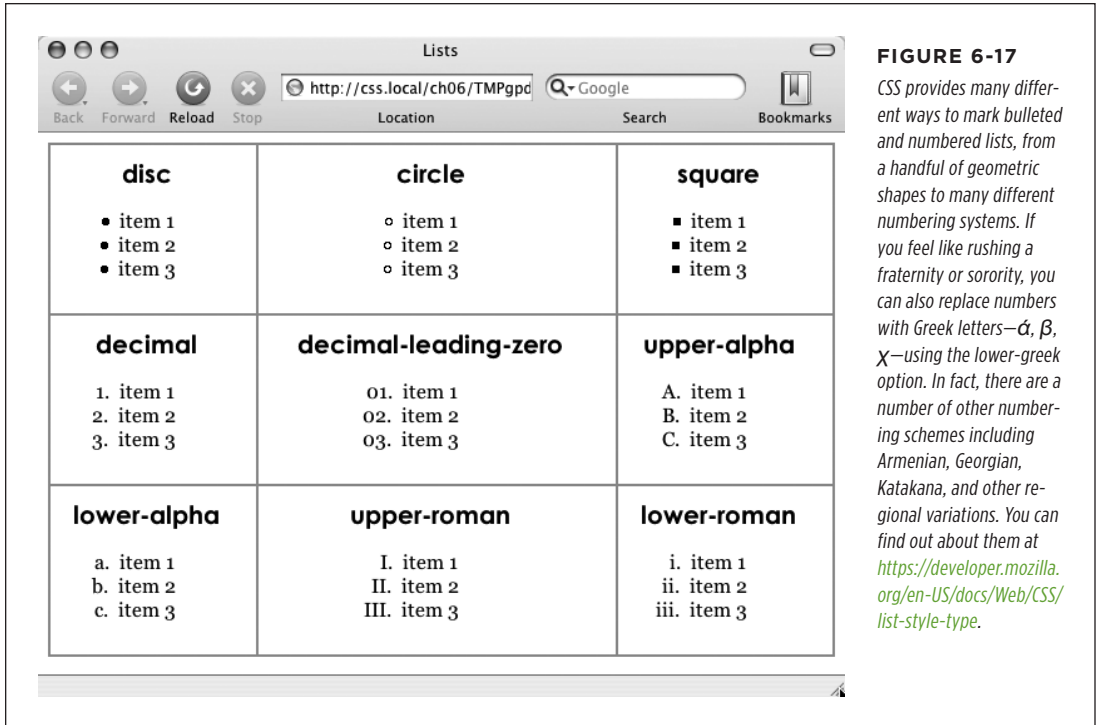 Lists
http://css.local/ch06/TMPgpd
Google
Back Forward Reload Stop Location Search Bookmarks
disc
item 1
item 2
item 3
circle
item 1
item 2
item 3
square
item 1
item 2
item 3
decimal
1. item 1
2. item 2
3. item 3
decimal-leading-zero
01. item 1
02. item 2
03. item 3
upper-alpha
A. item 1
B. item 2
C. item 3
lower-alpha
a. item 1
b. item 2
c. item 3
upper-roman
I. item 1
II. item 2
III. item 3
lower-roman
i. item 1
ii. item 2
iii. item 3
FIGURE 6-17
CSS provides many differ-
ent ways to mark bulleted
and numbered lists, from
a handful of geometric
shapes to many different
numbering systems. If
you feel like rushing a
fraternity or sorority, you
can also replace numbers
with Greek letters—ά, β,
χ—using the lower-greek
option. In fact, there are a
number of other number-
ing schemes including
Armenian, Georgian,
Katakana, and other re-
gional variations. You can
find out about them at
https://developer.mozilla.
org/en-US/docs/Web/CSS/
list-style-type.